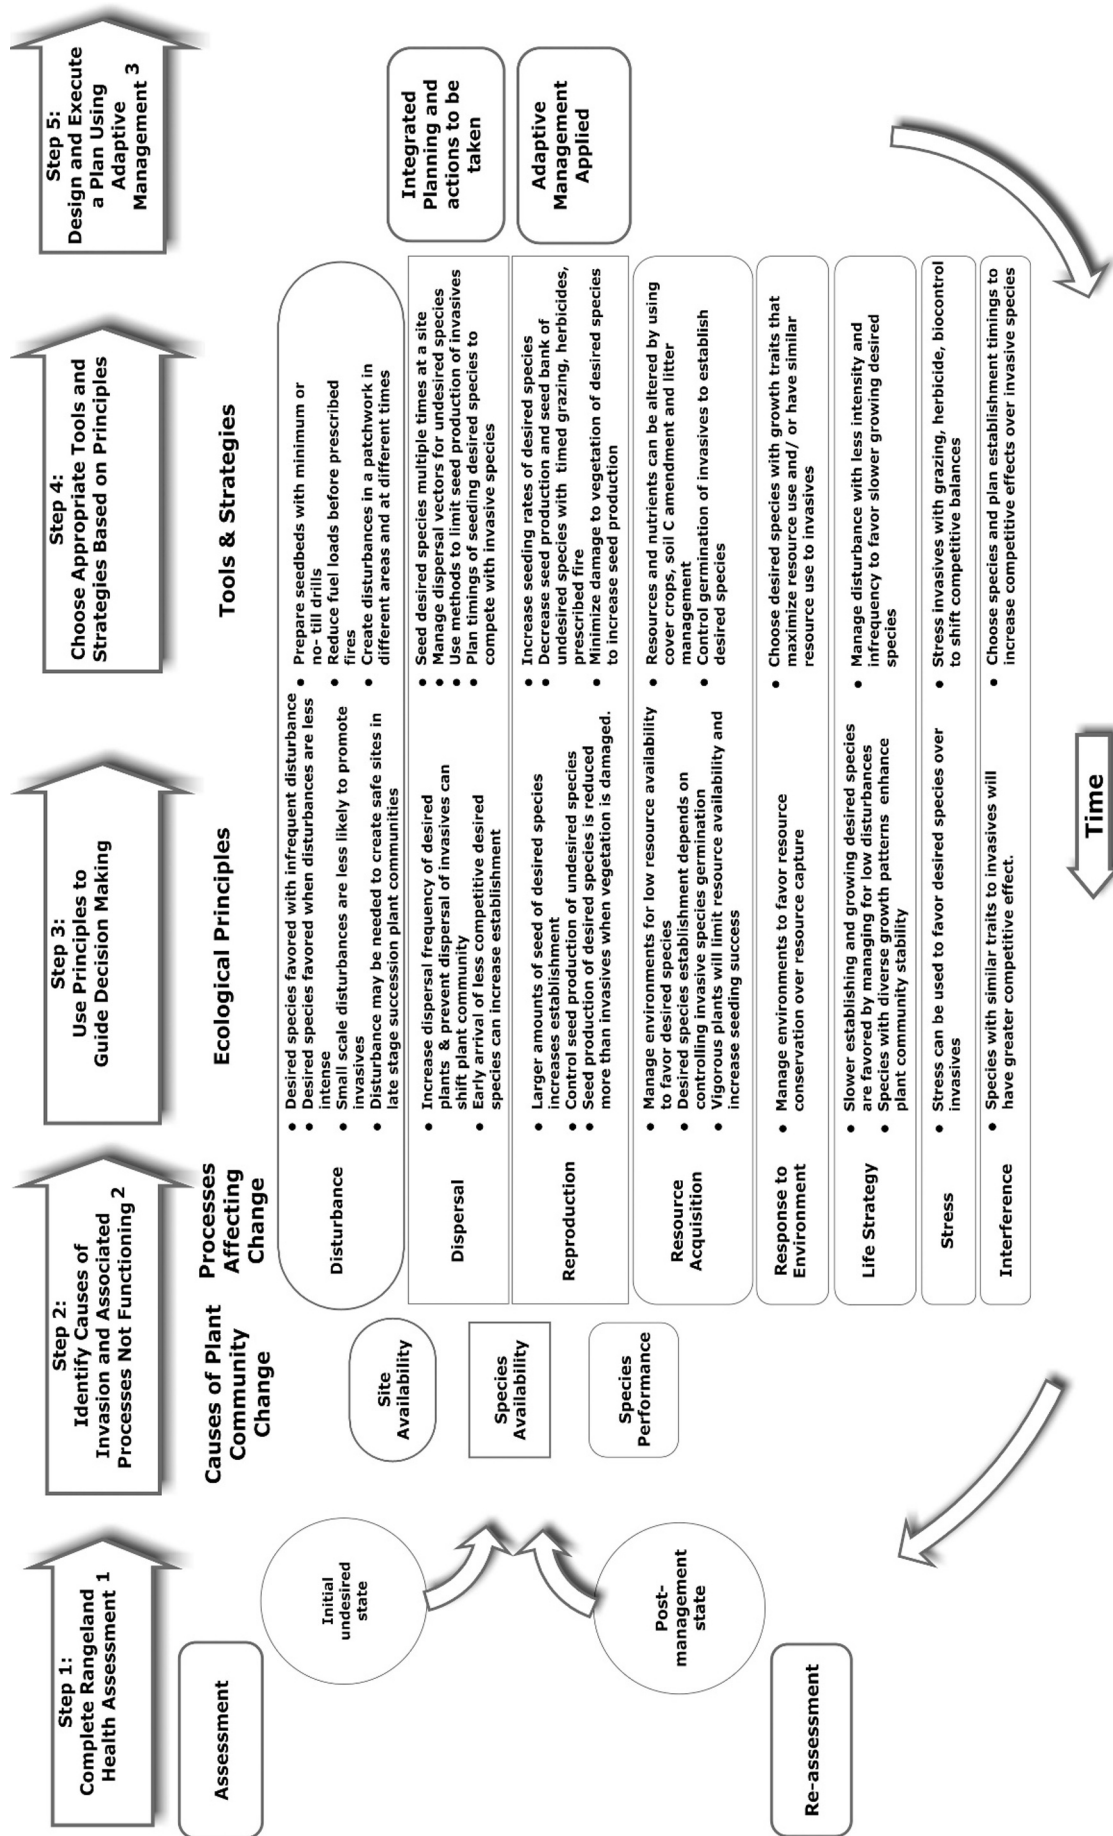 Step 1:
Complete Rangeland
Health Assessment 1
Step 2:
Identify Causes of
Invasion and Associated
Processes Not Functioning 2
Step 3:
Use Principles to
Guide Decision Making
Step 4:
Choose Appropriate Tools and
Strategies Based on Principles
Step 5:
Design and Execute
a Plan Using
Adaptive
Management 3
Assessment
Causes of Plant
Community
Change
Processes
Affecting
Change
Ecological Principles
Tools & Strategies
Initial
undesired
state
Post-
management
state
Re-assessment
Site
Availability
Species
Availability
Species
Performance
Disturbance
• Desired species favored with infrequent disturbance
• Desired species favored when disturbances are less
intense
• Small scale disturbances are less likely to promote
invasives
• Disturbance may be needed to create safe sites in
late stage succession plant communities
• Prepare seedbeds with minimum or
no- till drills
• Reduce fuel loads before prescribed
fires
• Create disturbances in a patchwork in
different areas and at different times
Dispersal
• Increase dispersal frequency of desired
plants & prevent dispersal of invasives can
shift plant community
• Early arrival of less competitive desired
species can increase establishment
• Seed desired species multiple times at a site
• Manage dispersal vectors for undesired species
• Use methods to limit seed production of invasives
• Plan timings of seeding desired species to
compete with invasive species
Reproduction
• Larger amounts of seed of desired species
increases establishment
• Control seed production of undesired species
• Seed production of desired species is reduced
more than invasives when vegetation is damaged.
• Increase seeding rates of desired species
• Decrease seed production and seed bank of
undesired species with timed grazing, herbicides,
prescribed fire
• Minimize damage to vegetation of desired species
to increase seed production
Resource
Acquisition
• Manage environments for low resource availability
to favor desired species
• Desired species establishment depends on
controlling invasive species germination
• Vigorous plants will limit resource availability and
increase seeding success
• Resources and nutrients can be altered by using
cover crops, soil C amendment and litter
management
• Control germination of invasives to establish
desired species
Response to
Environment
• Manage environments to favor resource
conservation over resource capture
• Choose desired species with growth traits that
maximize resource use and/ or have similar
resource use to invasives
Life Strategy
• Slower establishing and growing desired species
are favored by managing for low disturbances
• Species with diverse growth patterns enhance
plant community stability
• Manage disturbance with less intensity and
infrequency to favor slower growing desired
species
Stress
• Stress can be used to favor desired species over
invasives
• Stress invasives with grazing, herbicide, biocontrol
to shift competitive balances
Interference
• Species with similar traits to invasives will
have greater competitive effect.
• Choose species and plan establishment timings to
increase competitive effects over invasive species
Integrated
Planning and
actions to be
taken
Adaptive
Management
Applied
Time